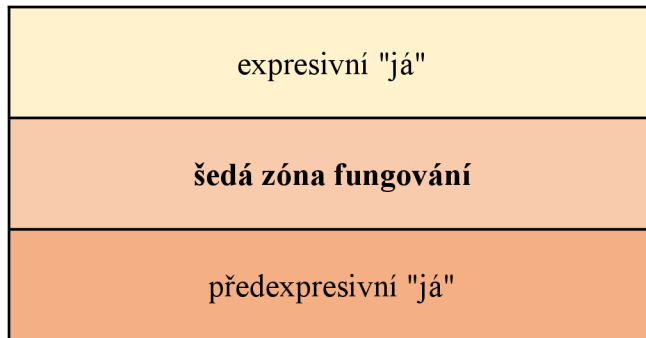 expresivní "já"
šedá zóna fungování
předexpresivní "já"